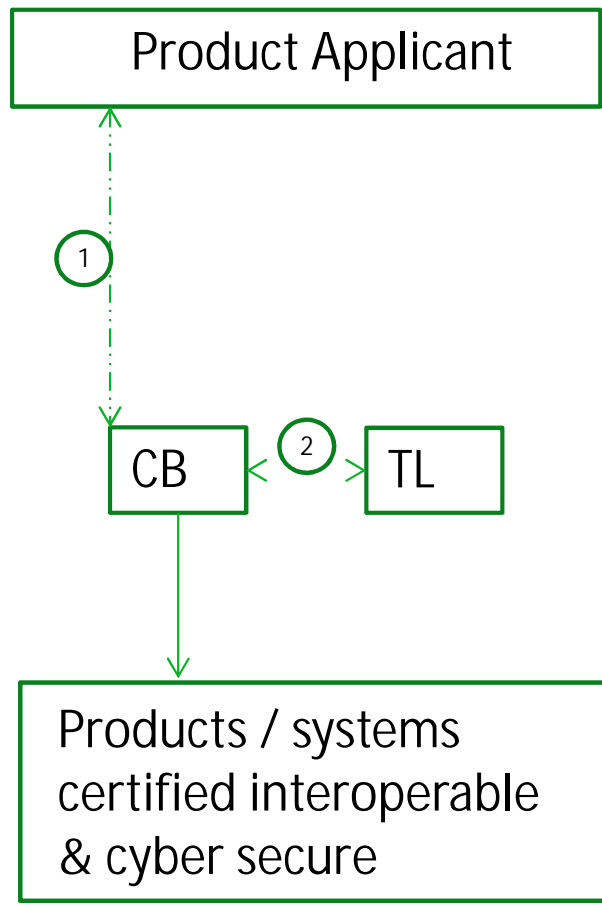 Product Applicant
1
2
CB
TL
Products / systems
certified interoperable
& cyber secure